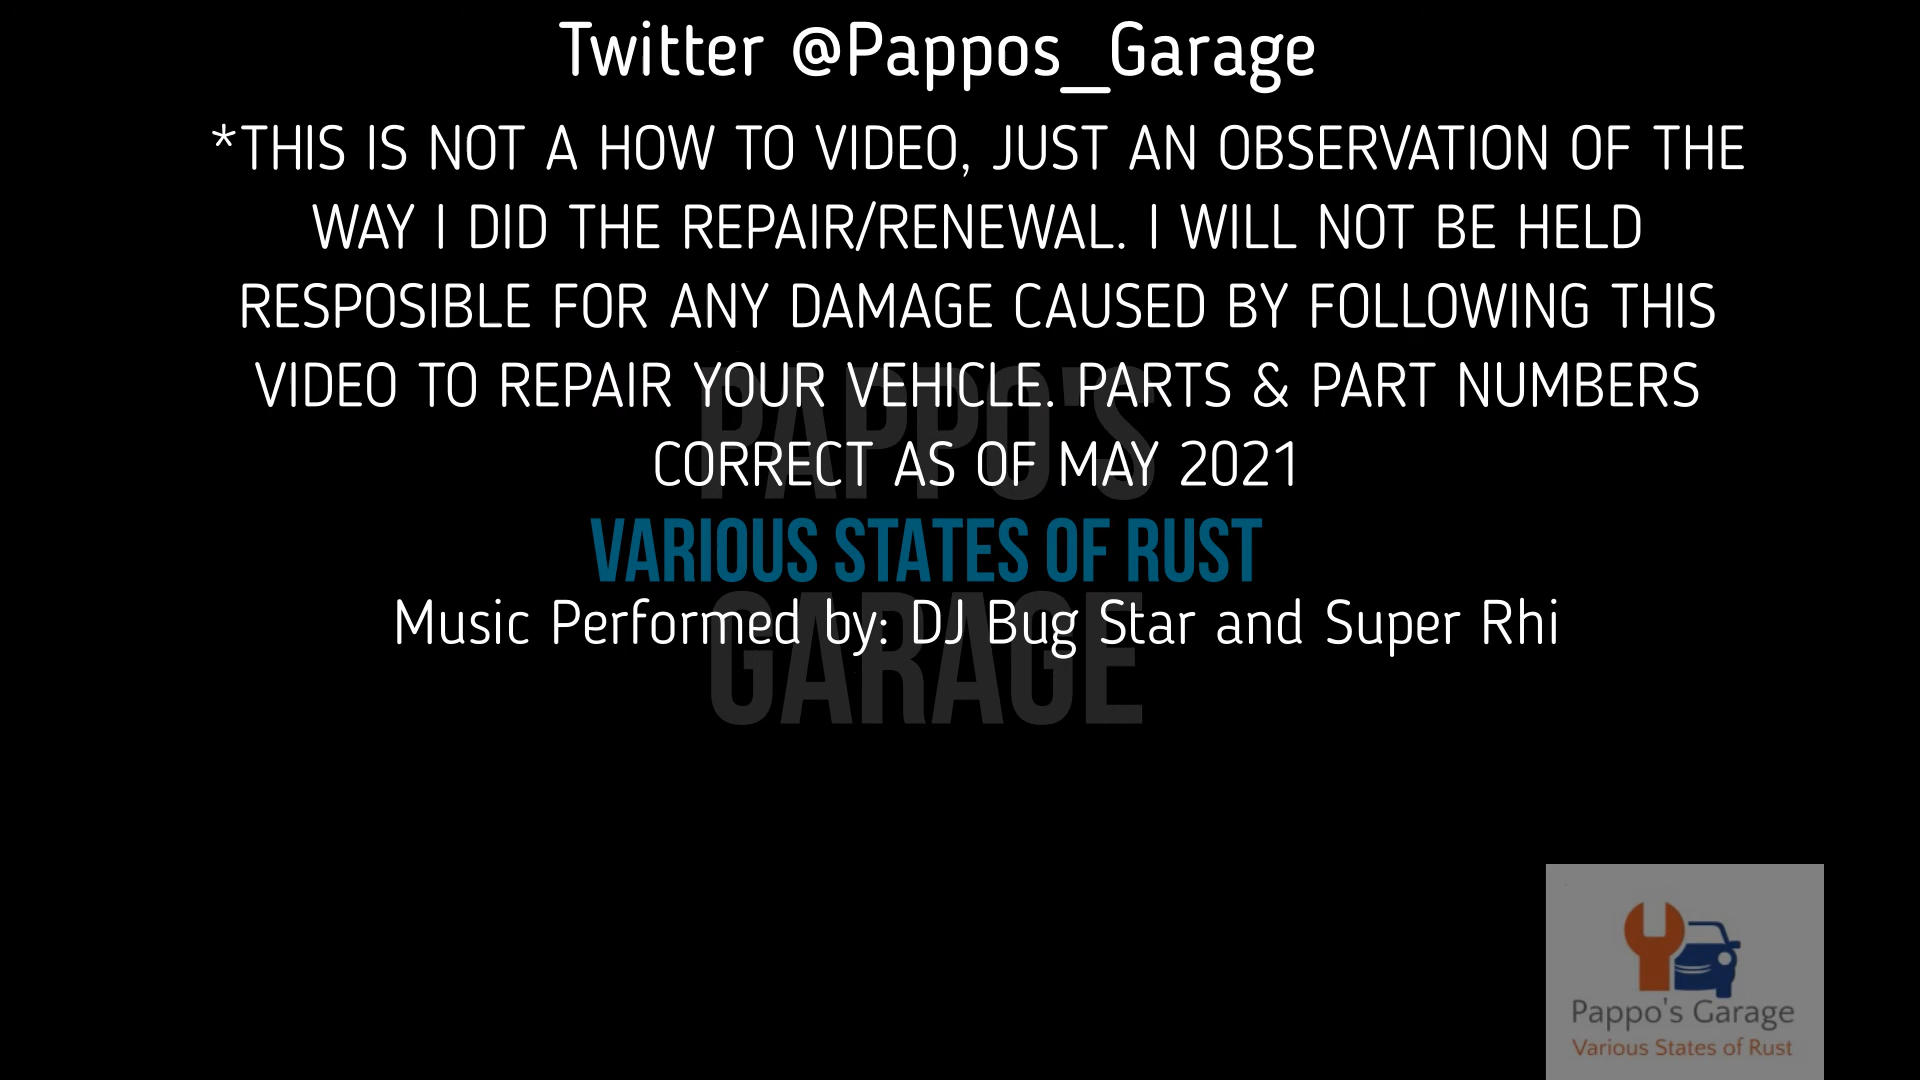 Twitter @Pappos_Garage
*THIS IS NOT A HOW TO VIDEO, JUST AN OBSERVATION OF THE
WAY I DID THE REPAIR/RENEWAL. I WILL NOT BE HELD
RESPOSIBLE FOR ANY DAMAGE CAUSED BY FOLLOWING THIS
VIDEO TO REPAIR YOUR VEHICLE. PARTS & PART NUMBERS
CORRECT AS OF MAY 2021
PAPPO'S
VARIOUS STATES OF RUST
GARAGE
Music Performed by: DJ Bug Star and Super Rhi
Pappo's Garage
Various States of Rust